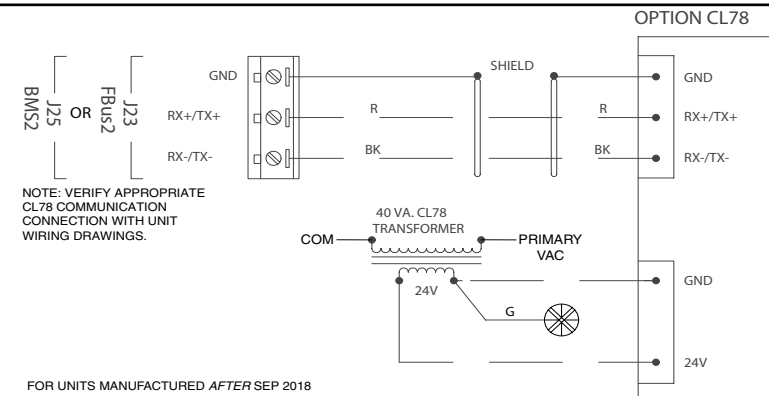 OPTION CL78
J25
BMS2
OR
J23
FBus2
GND
RX+/TX+
RX-/TX-
SHIELD
R
R
BK
BK
GND
RX+/TX+
RX-/TX-
NOTE: VERIFY APPROPRIATE
CL78 COMMUNICATION
CONNECTION WITH UNIT
WIRING DRAWINGS.
40 VA. CL78
TRANSFORMER
COM
PRIMARY
VAC
24V
G
GND
24V
FOR UNITS MANUFACTURED AFTER SEP 2018